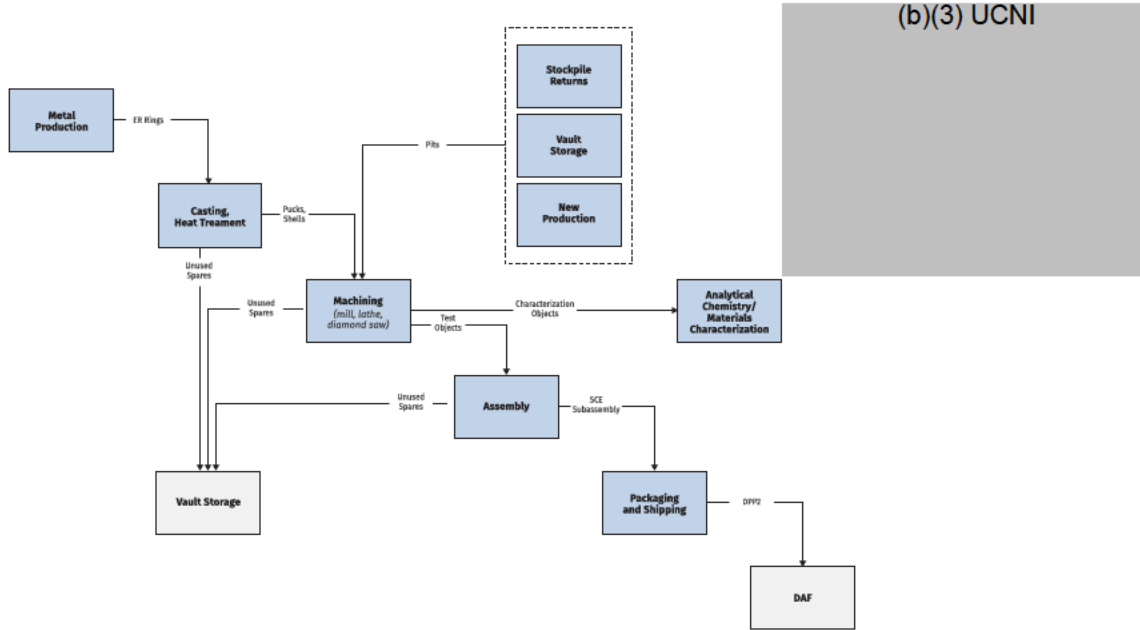 (b)(3) UCNI
Stockpile
Returns
Metal
Production
ER Rings
Vault
Storage
Pits
Casting,
Heat Treament
Pucks,
Shells
New
Production
Unused
Spares
Machining
(mill, lathe,
diamond saw)
Unused
Spares
Characterization
Objects
Test
Objects
Analytical
Chemistry/
Materials
Characterization
Unused
Spares
Assembly
SCE
Subassembly
Vault Storage
Packaging
and Shipping
DPP2
DAF